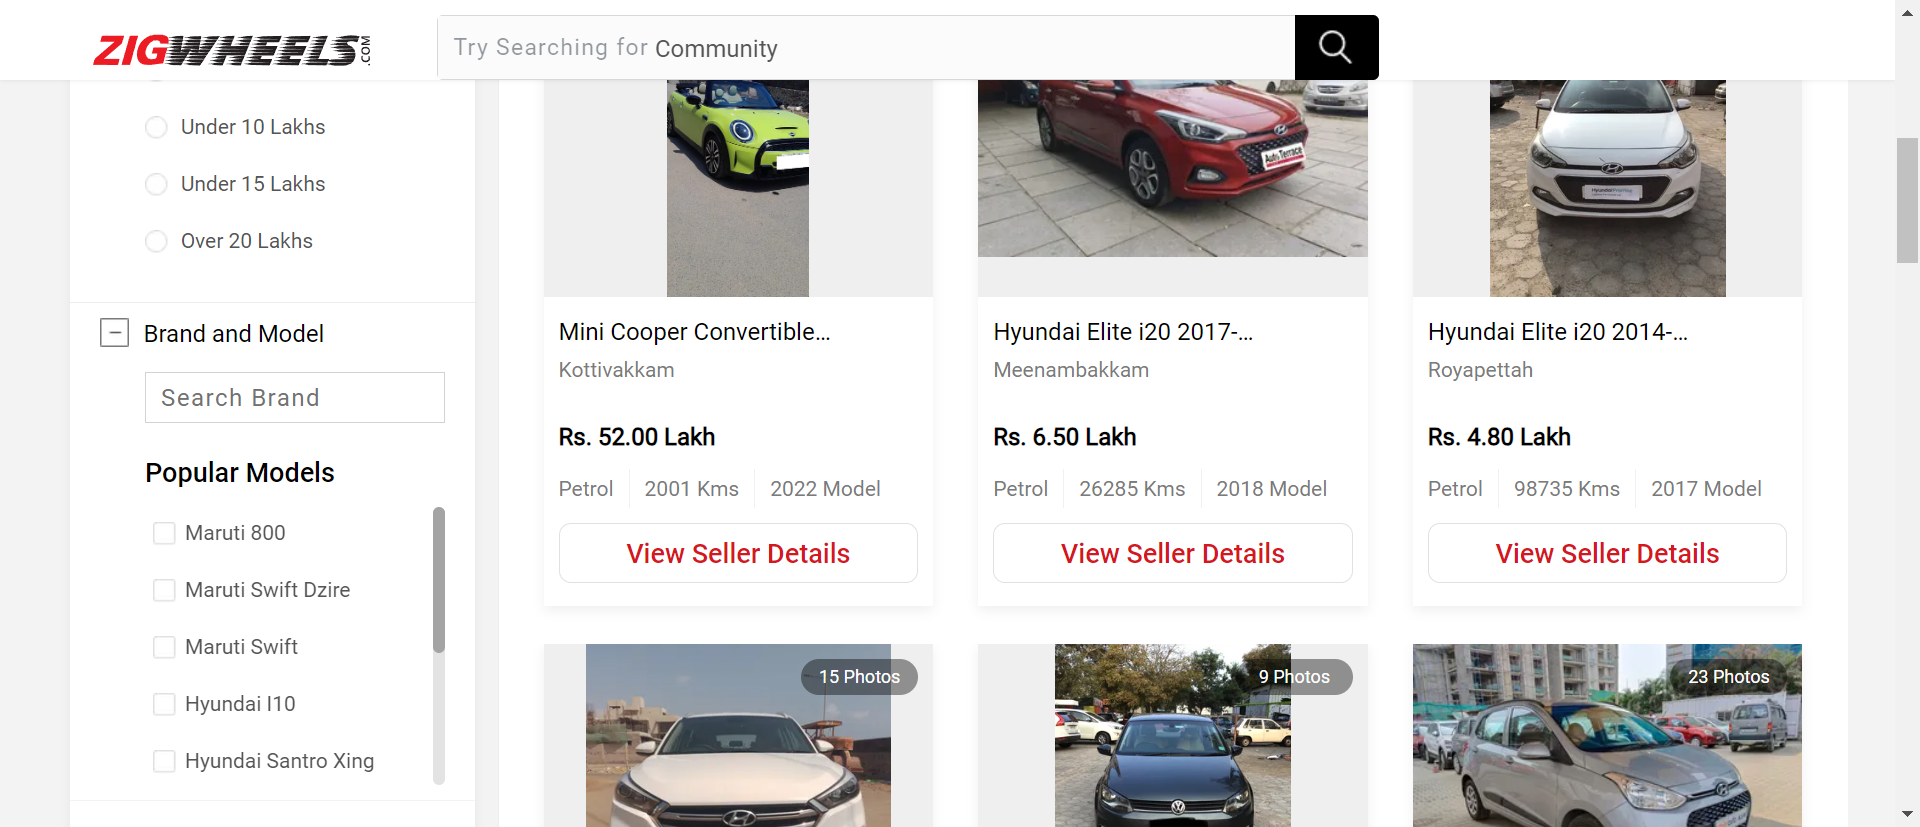 ZIGWHEELS.COM
Try Searching for Community
Under 10 Lakhs
Under 15 Lakhs
Over 20 Lakhs
Brand and Model
Search Brand
Popular Models
Maruti 800
Maruti Swift Dzire
Maruti Swift
Hyundai I10
Hyundai Santro Xing
Mini Cooper Convertible...
Kottivakkam
Rs. 52.00 Lakh
Petrol
2001 Kms
2022 Model
View Seller Details
Auto Terrace
Hyundai Elite i20 2017-...
Meenambakkam
Rs. 6.50 Lakh
Petrol
26285 Kms
2018 Model
View Seller Details
Hyundai Elite i20 2014-...
Royapettah
Rs. 4.80 Lakh
Petrol
98735 Kms
2017 Model
View Seller Details
15 Photos
9 Photos
23 Photos